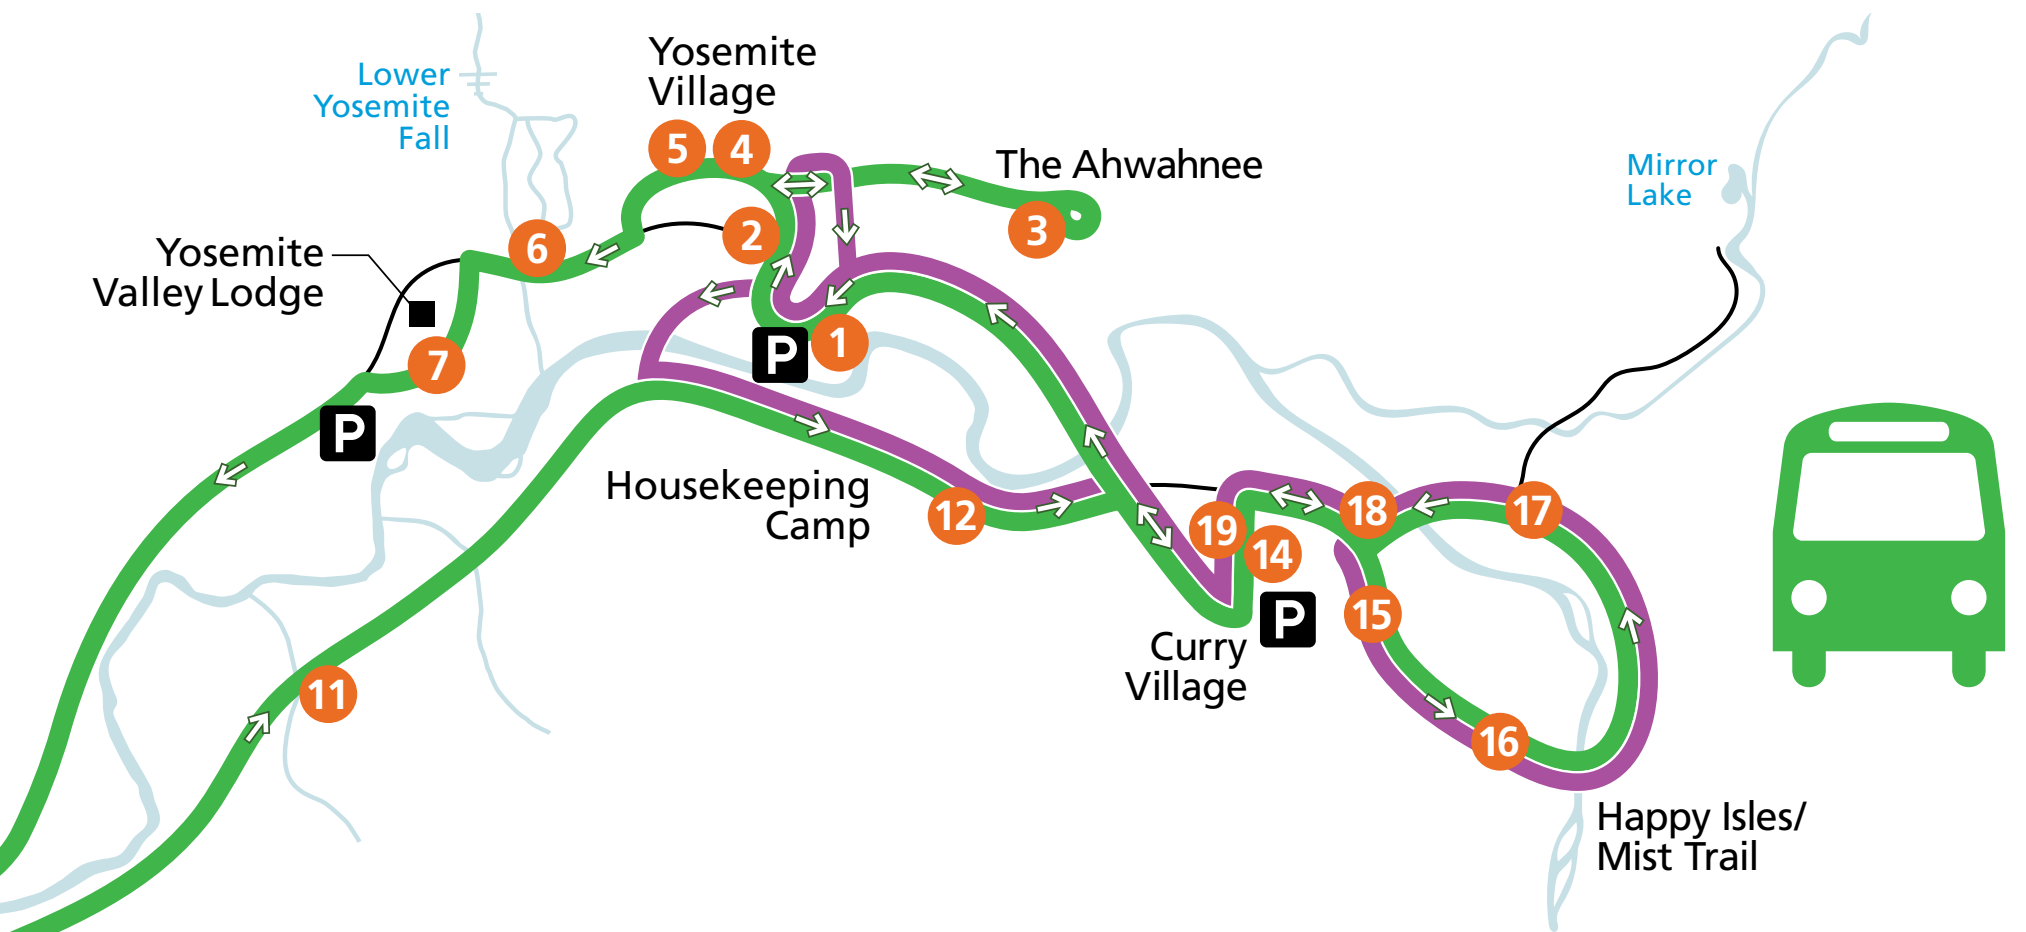 Yosemite
Village
Lower
Yosemite
Fall
5
4
The Ahwahnee
Mirror
Lake
3
2
6
Yosemite
Valley Lodge
1
P
7
P
Housekeeping
Camp
12
19
18
17
14
15
P
Curry
Village
11
16
Happy Isles/
Mist Trail